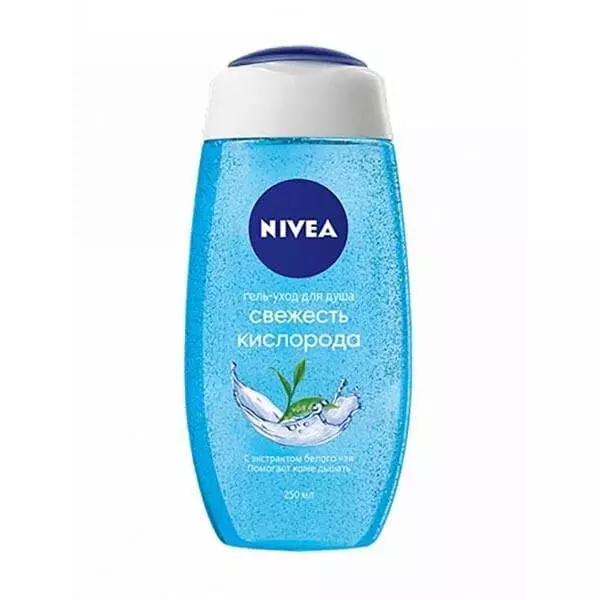 NIVEA
гель-уход для душа
свежесть
кислорода
С экстрактом белого чая
Помогает коже дышать
250 мл